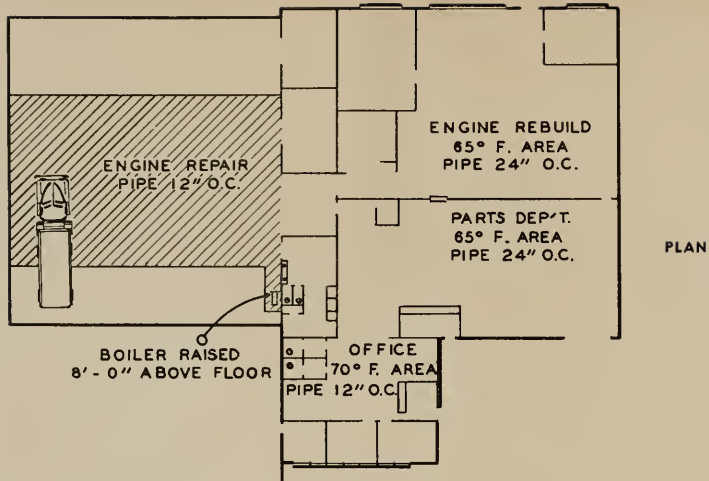 ENGINE REPAIR
PIPE 12" O.C.
ENGINE REBUILD
65° F. AREA
PIPE 24" O.C.
PARTS DEP'T.
65° F. AREA
PIPE 24" O.C.
PLAN
BOILER RAISED
8'-0" ABOVE FLOOR
OFFICE
70° F. AREA
PIPE 12" O.C.